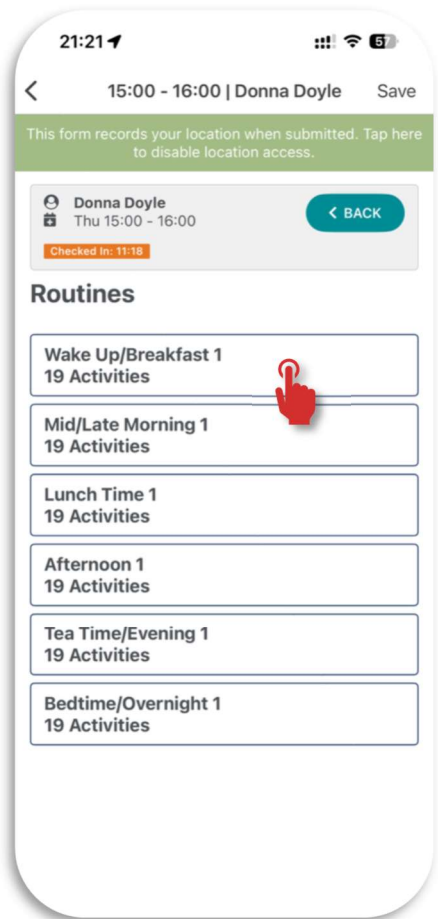 21:21
57
15:00 - 16:00 | Donna Doyle
Save
This form records your location when submitted. Tap here
to disable location access.
Donna Doyle
Thu 15:00 - 16:00
BACK
Checked In: 11:18
Routines
Wake Up/Breakfast 1
19 Activities
Mid/Late Morning 1
19 Activities
Lunch Time 1
19 Activities
Afternoon 1
19 Activities
Tea Time/Evening 1
19 Activities
Bedtime/Overnight 1
19 Activities